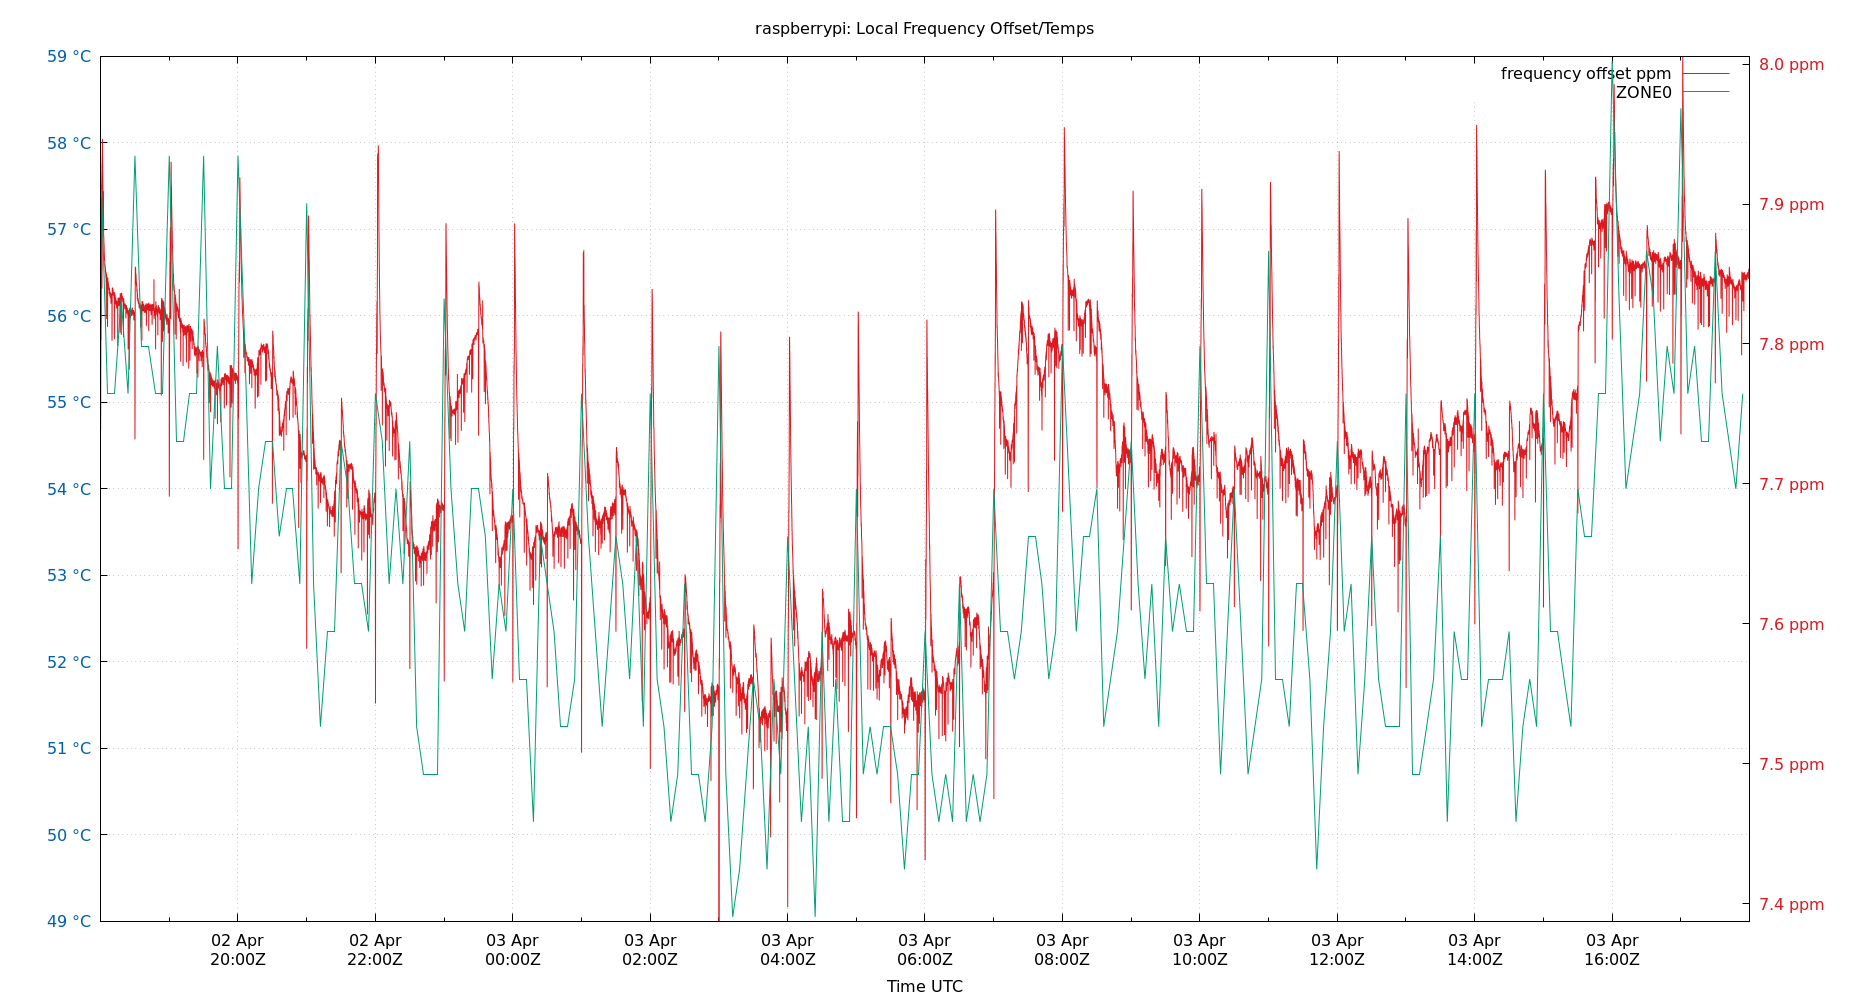 raspberrypi: Local Frequency Offset/Temps
59 °C
58 °C
57 °C
56 °C
55 °C
54 °C
53 °C
52 °C
51 °C
50 °C
49 °C
frequency offset ppm
ZONE0
8.0 ppm
7.9 ppm
7.8 ppm
7.7 ppm
7.6 ppm
7.5 ppm
7.4 ppm
02 Apr
20:00Z
02 Apr
22:00Z
03 Apr
00:00Z
03 Apr
02:00Z
03 Apr
04:00Z
03 Apr
06:00Z
03 Apr
08:00Z
03 Apr
10:00Z
03 Apr
12:00Z
03 Apr
14:00Z
03 Apr
16:00Z
Time UTC